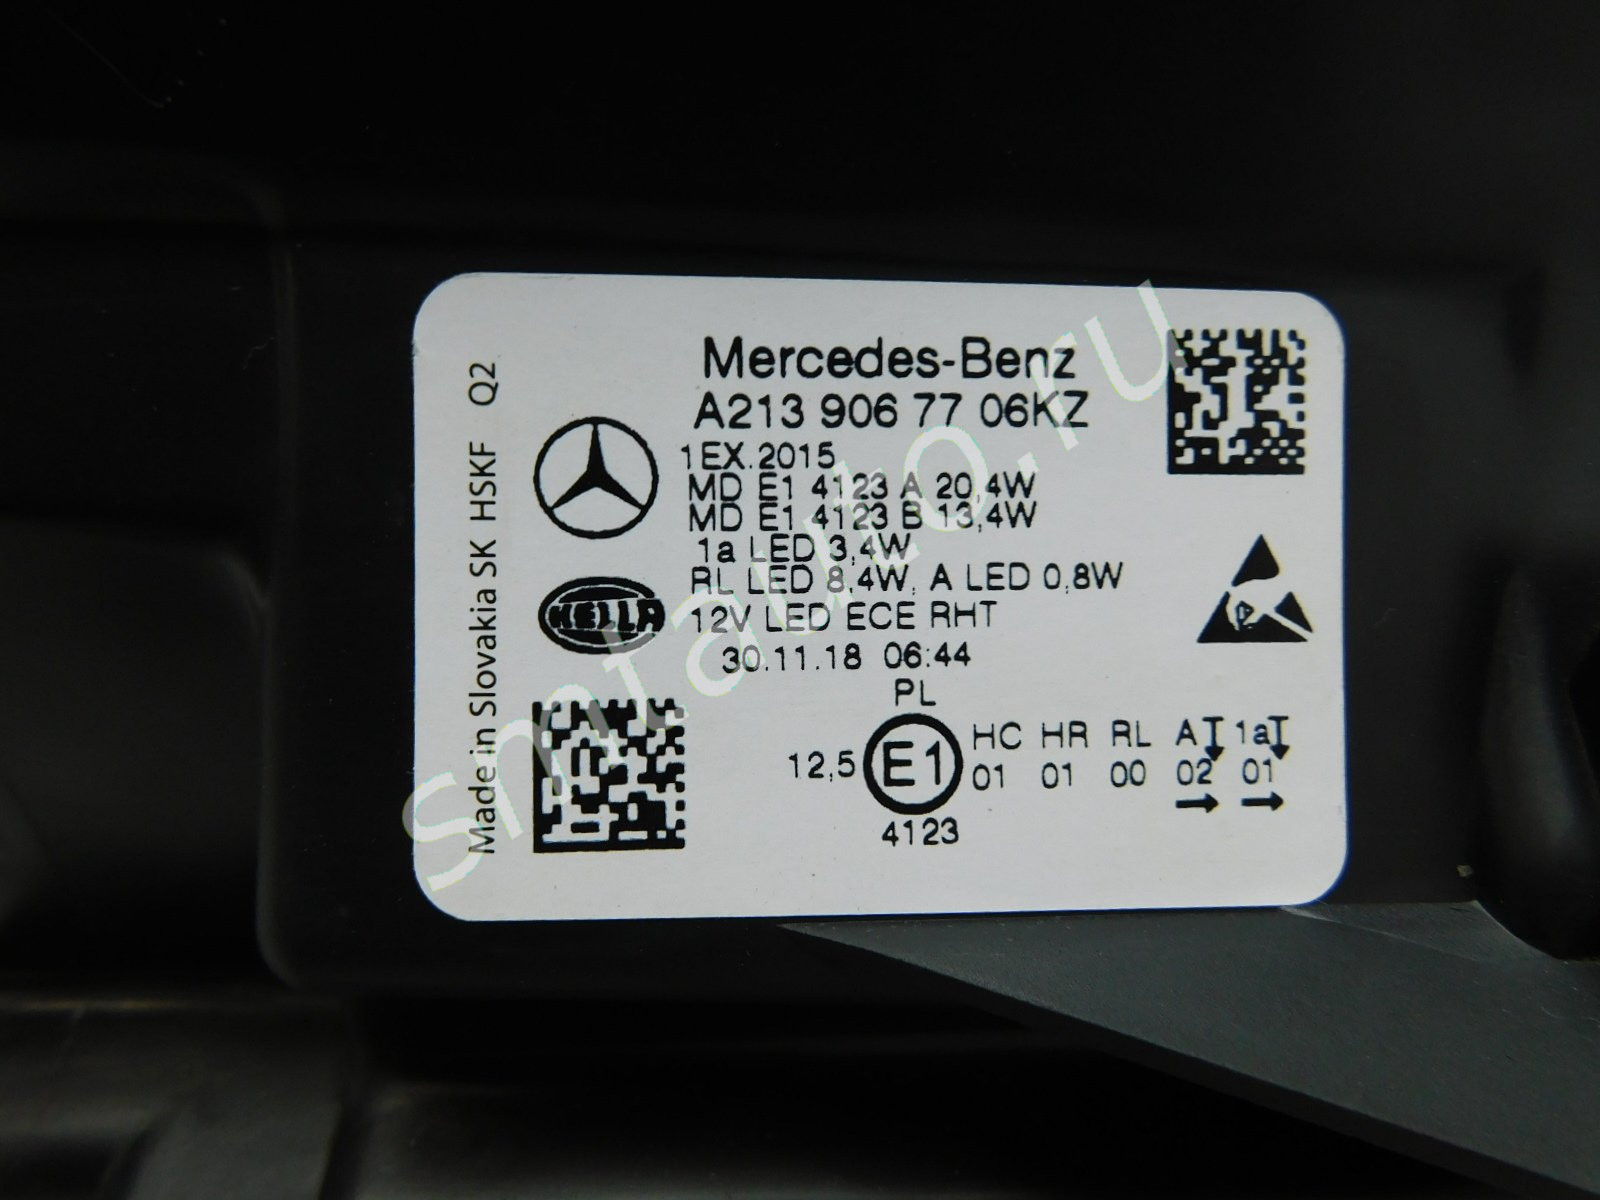 Mercedes-Benz
A213 906 77 06KZ
1EX.2015
MD E1 4123 A 20,4W
MD E1 4123 B 13,4W
1a LED 3,4W
RL LED 8,4W, A LED 0,8W
12V LED ECE RHT
30.11.18 06:44
PL
12,5 E1 HC HR RL A 1a
01 01 00 02 01
4123
HELLA
Made in Slovakia SK HSKF Q2
smfauto.ru